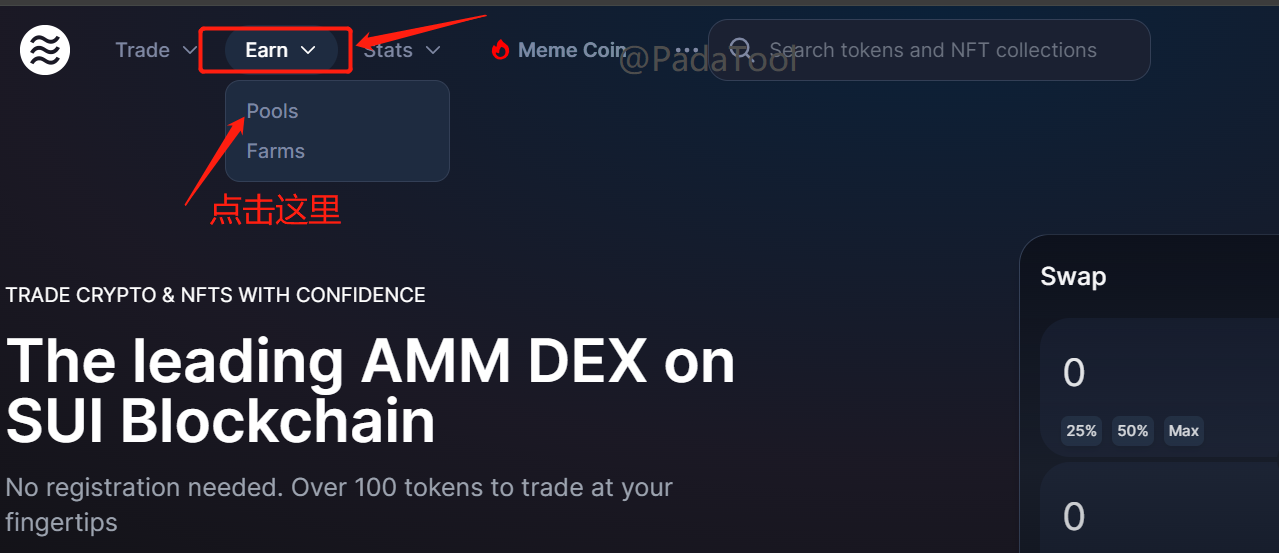 Trade Earn Stats Meme Coin ... Search tokens and NFT collections
@PadaTool
Pools
Farms
点击这里
Swap
TRADE CRYPTO & NFTS WITH CONFIDENCE
The leading AMM DEX on
SUI Blockchain
0
25% 50% Max
No registration needed. Over 100 tokens to trade at your
fingertips
0